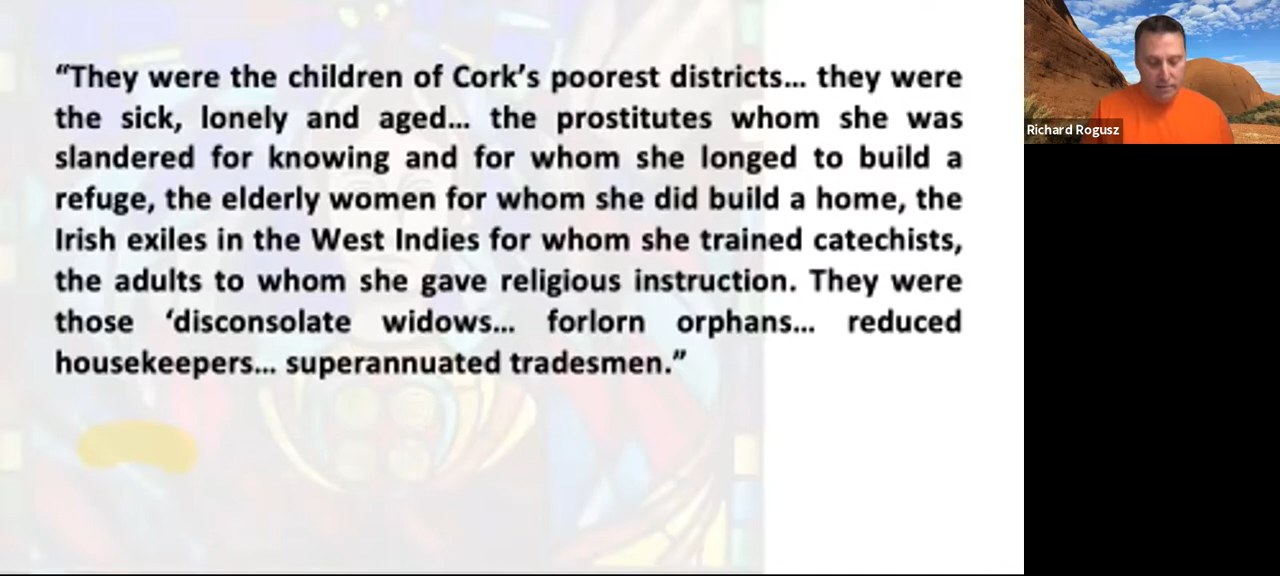 “They were the children of Cork’s poorest districts... they were
the sick, lonely and aged... the prostitutes whom she was
slandered for knowing and for whom she longed to build a
refuge, the elderly women for whom she did build a home, the
Irish exiles in the West Indies for whom she trained catechists,
the adults to whom she gave religious instruction. They were
those ‘disconsolate widows... forlorn orphans... reduced
housekeepers... superannuated tradesmen.”
Richard Rogusz